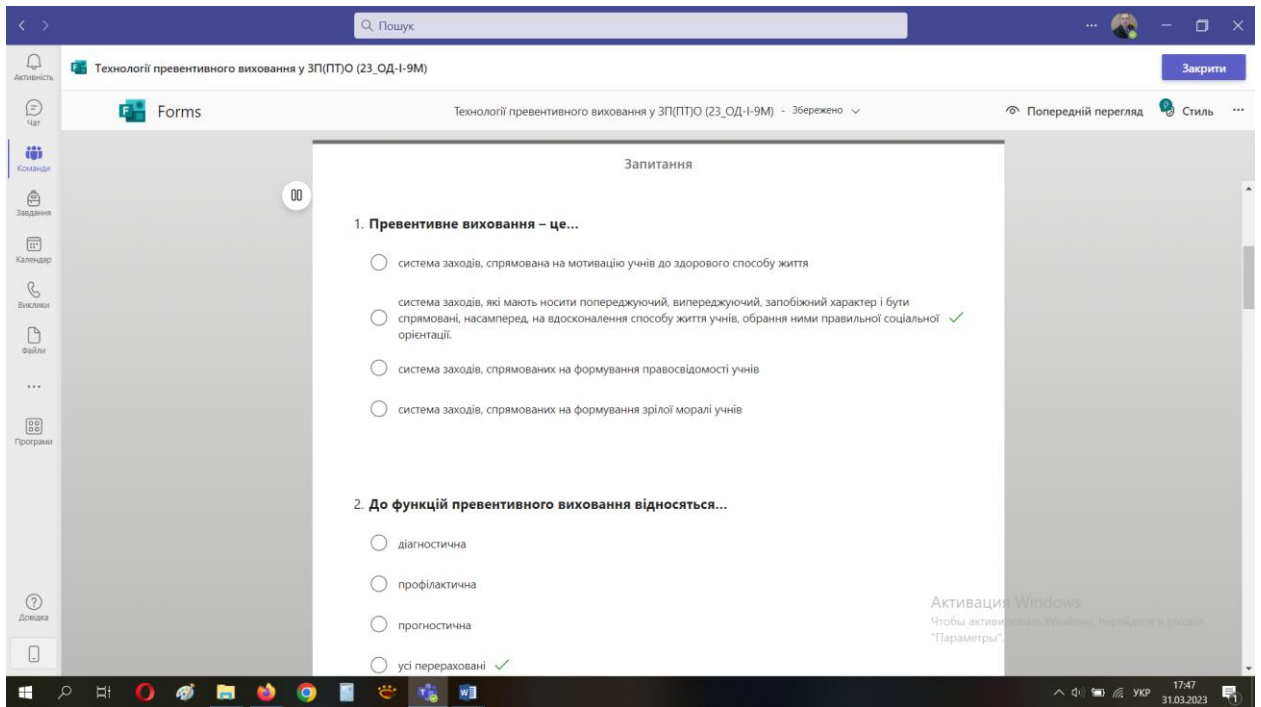 Пошук
Активність
Чат
Команди
Завдання
Календар
Виклики
Файли
Програми
Довідка
Технології превентивного виховання у ЗП(ПТ)О (23_ОД-І-9М)
Закрити
Forms
Технології превентивного виховання у ЗП(ПТ)О (23_ОД-І-9М) - Збережено
Попередній перегляд
Стиль
Запитання
1. Превентивне виховання – це...
система заходів, спрямована на мотивацію учнів до здорового способу життя
система заходів, які мають носити попереджуючий, випереджуючий, запобіжний характер і бути
спрямовані, насамперед, на вдосконалення способу життя учнів, обрання ними правильної соціальної
орієнтації.
система заходів, спрямованих на формування правосвідомості учнів
система заходів, спрямованих на формування зрілої моралі учнів
2. До функцій превентивного виховання відносяться...
діагностична
профілактична
прогностична
усі перераховані
Активация Windows
Чтобы активировать Windows, перейдите в раздел
"Параметры".
УКР
17:47
31.03.2023